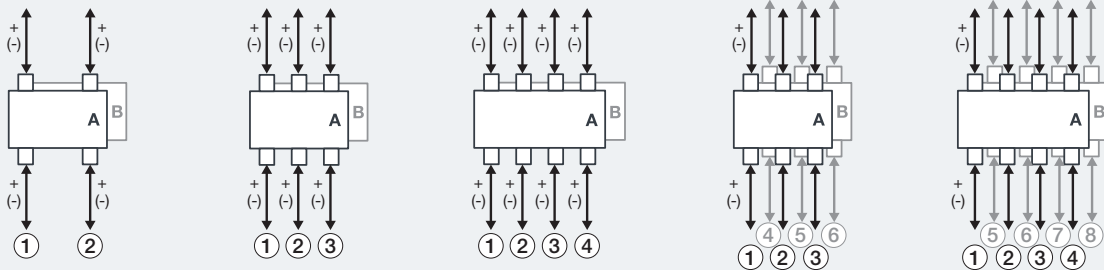 + + + + + + + + + + +
(-) (-) (-) (-) (-) (-) (-) (-) (-) (-) (-)
A B A B A B A B A B
+ + + + + + + + + + +
(-) (-) (-) (-) (-) (-) (-) (-) (-) (-) (-)
4 5 6 5 6 7 8
1 2 1 2 3 1 2 3 4 1 2 3 1 2 3 4